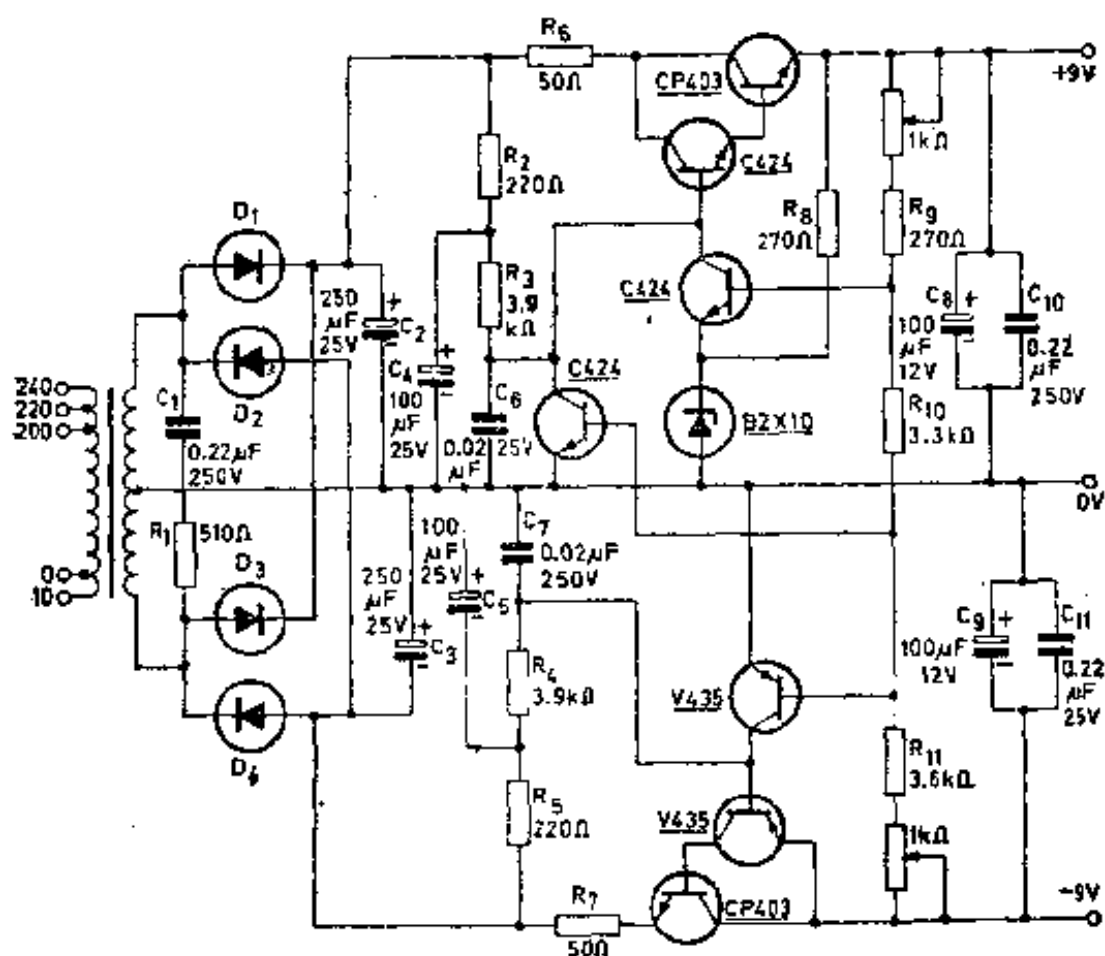 R6
50Ω
CP403
+9V
1kΩ
R2
220Ω
C424
R8
270Ω
R9
270Ω
D1
250
µF
25V
C2
R3
3.9
kΩ
C424
C8
100
µF
12V
C10
0.22
µF
250V
240
220
200
C1
0.22µF
250V
D2
C4
100
µF
25V
C6
0.02
µF
25V
C424
BZX10
R10
3.3kΩ
0V
R1
510Ω
0
10
D3
100
µF
25V
C5
C7
0.02µF
250V
250
µF
25V
C3
R4
3.9kΩ
V435
C9
100µF
12V
C11
0.22
µF
25V
D4
R5
220Ω
V435
R11
3.6kΩ
1kΩ
R7
50Ω
CP403
-9V